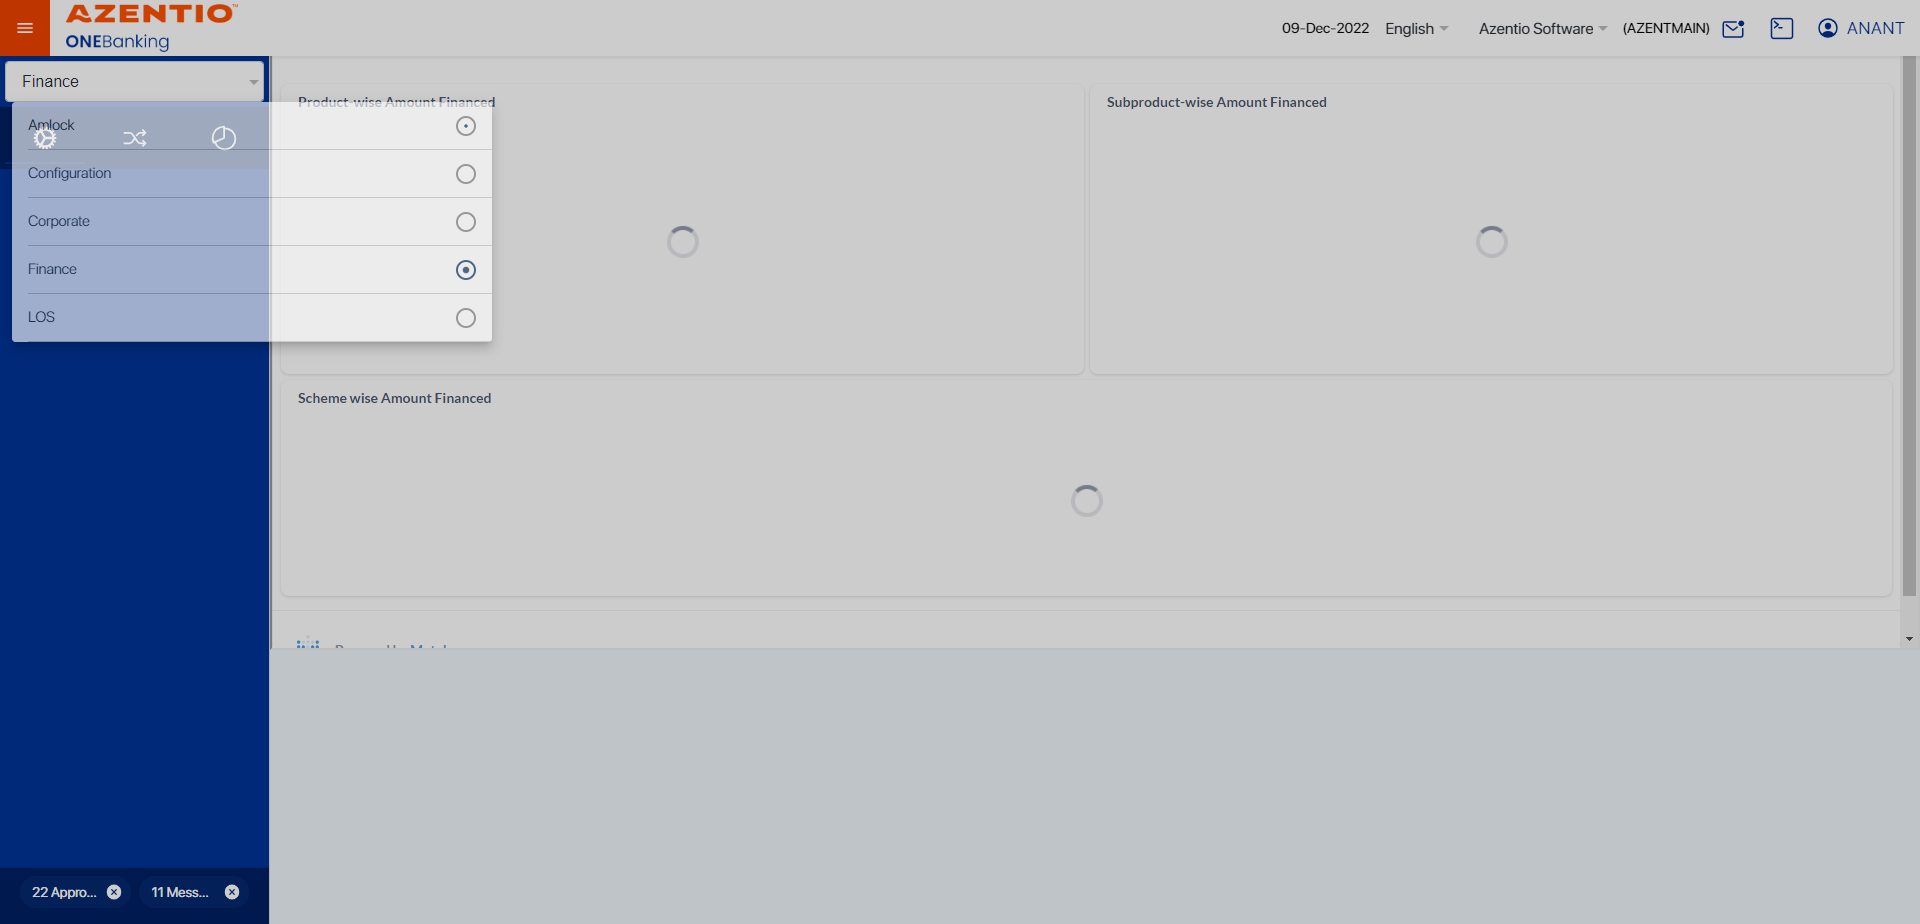 AZENTIO™
ONEBanking
09-Dec-2022 English Azentio Software (AZENTMAIN) ANANT
Finance
Product-wise Amount Financed
Subproduct-wise Amount Financed
Amlock
Configuration
Corporate
Finance
LOS
Scheme wise Amount Financed
22 Appro...
11 Mess...